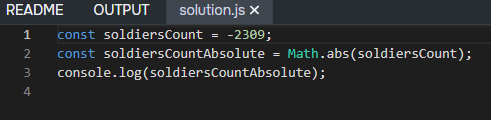 README OUTPUT solution.js ×
1 const soldiersCount = -2309;
2 const soldiersCountAbsolute = Math.abs(soldiersCount);
3 console.log(soldiersCountAbsolute);
4